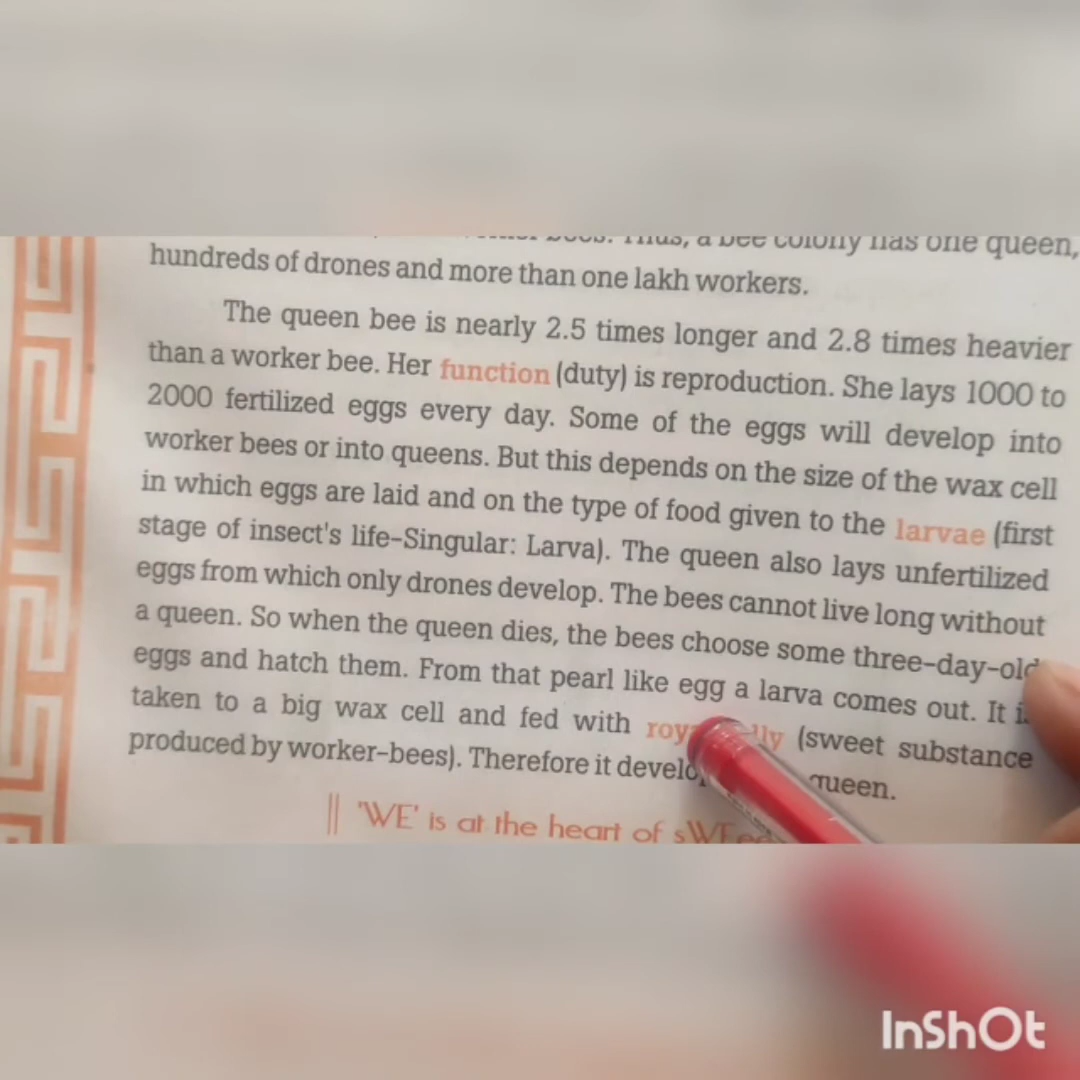 Thus, a bee colony has one queen,
hundreds of drones and more than one lakh workers.
The queen bee is nearly 2.5 times longer and 2.8 times heavier
than a worker bee. Her function (duty) is reproduction. She lays 1000 to
2000 fertilized eggs every day. Some of the eggs will develop into
worker bees or into queens. But this depends on the size of the wax cell
in which eggs are laid and on the type of food given to the larvae (first
stage of insect's life-Singular: Larva). The queen also lays unfertilized
eggs from which only drones develop. The bees cannot live long without
a queen. So when the queen dies, the bees choose some three-day-old
eggs and hatch them. From that pearl like egg a larva comes out. It
taken to a big wax cell and fed with (sweet substance
produced by worker-bees). Therefore it queen.
'WE' is at the heart of
InShOt